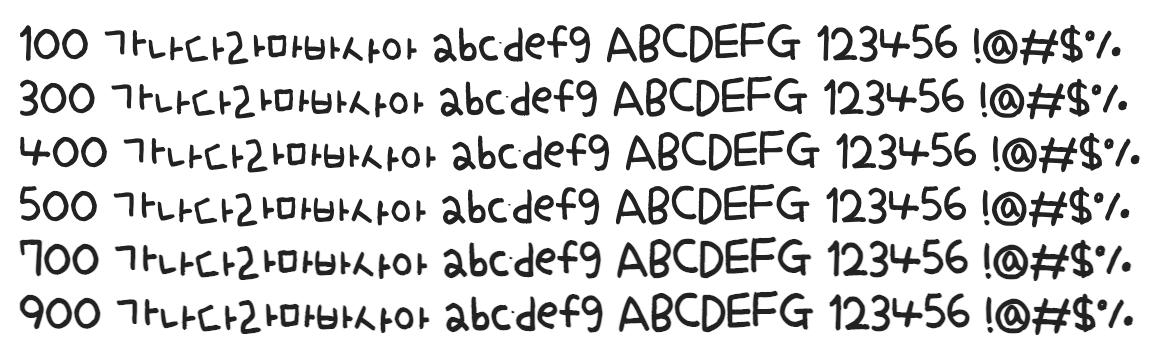 100 가나다라마바사아 abcdefg ABCDEFG 123456 !@#$%
300 가나다라마바사아 abcdefg ABCDEFG 123456 !@#$%
400 가나다라마바사아 abcdefg ABCDEFG 123456 !@#$%
500 가나다라마바사아 abcdefg ABCDEFG 123456 !@#$%
700 가나다라마바사아 abcdefg ABCDEFG 123456 !@#$%
900 가나다라마바사아 abcdefg ABCDEFG 123456 !@#$%